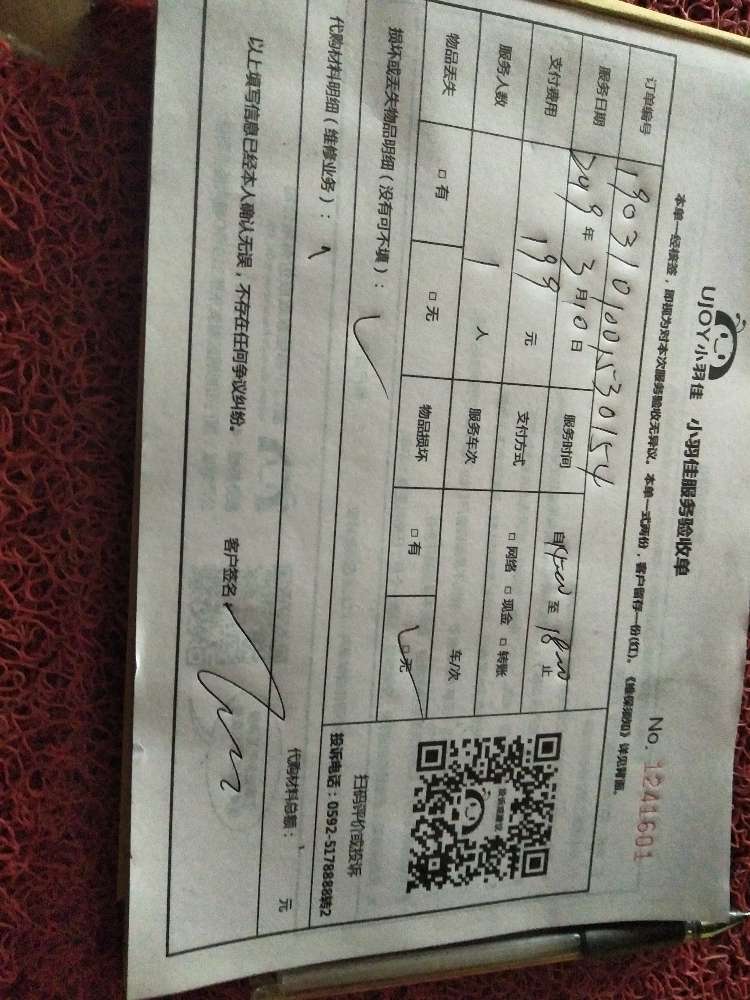 UJOY小羽佳 小羽佳服务验收单
No. 1241601
本单一经核签，即视为对本次服务验收无异议。本单一式两份，客户留存一份(红)。《维保须知》详见背面。
订单编号 1903101001530154
服务日期 2019年3月10日 服务时间 自 至 18:00 止
支付费用 199 元 支付方式 □网络 □现金 □转账
服务人数 1 人 服务车次 车/次
物品丢失 □有 □无 物品损坏 □有 □无
损坏或丢失物品明细（没有可不填）：
扫码评价或投诉
投诉电话：0592-5178888转2
代购材料明细（维修业务）：
代购材料总额： 元
以上填写信息已经本人确认无误，不存在任何争议纠纷。
客户签名：